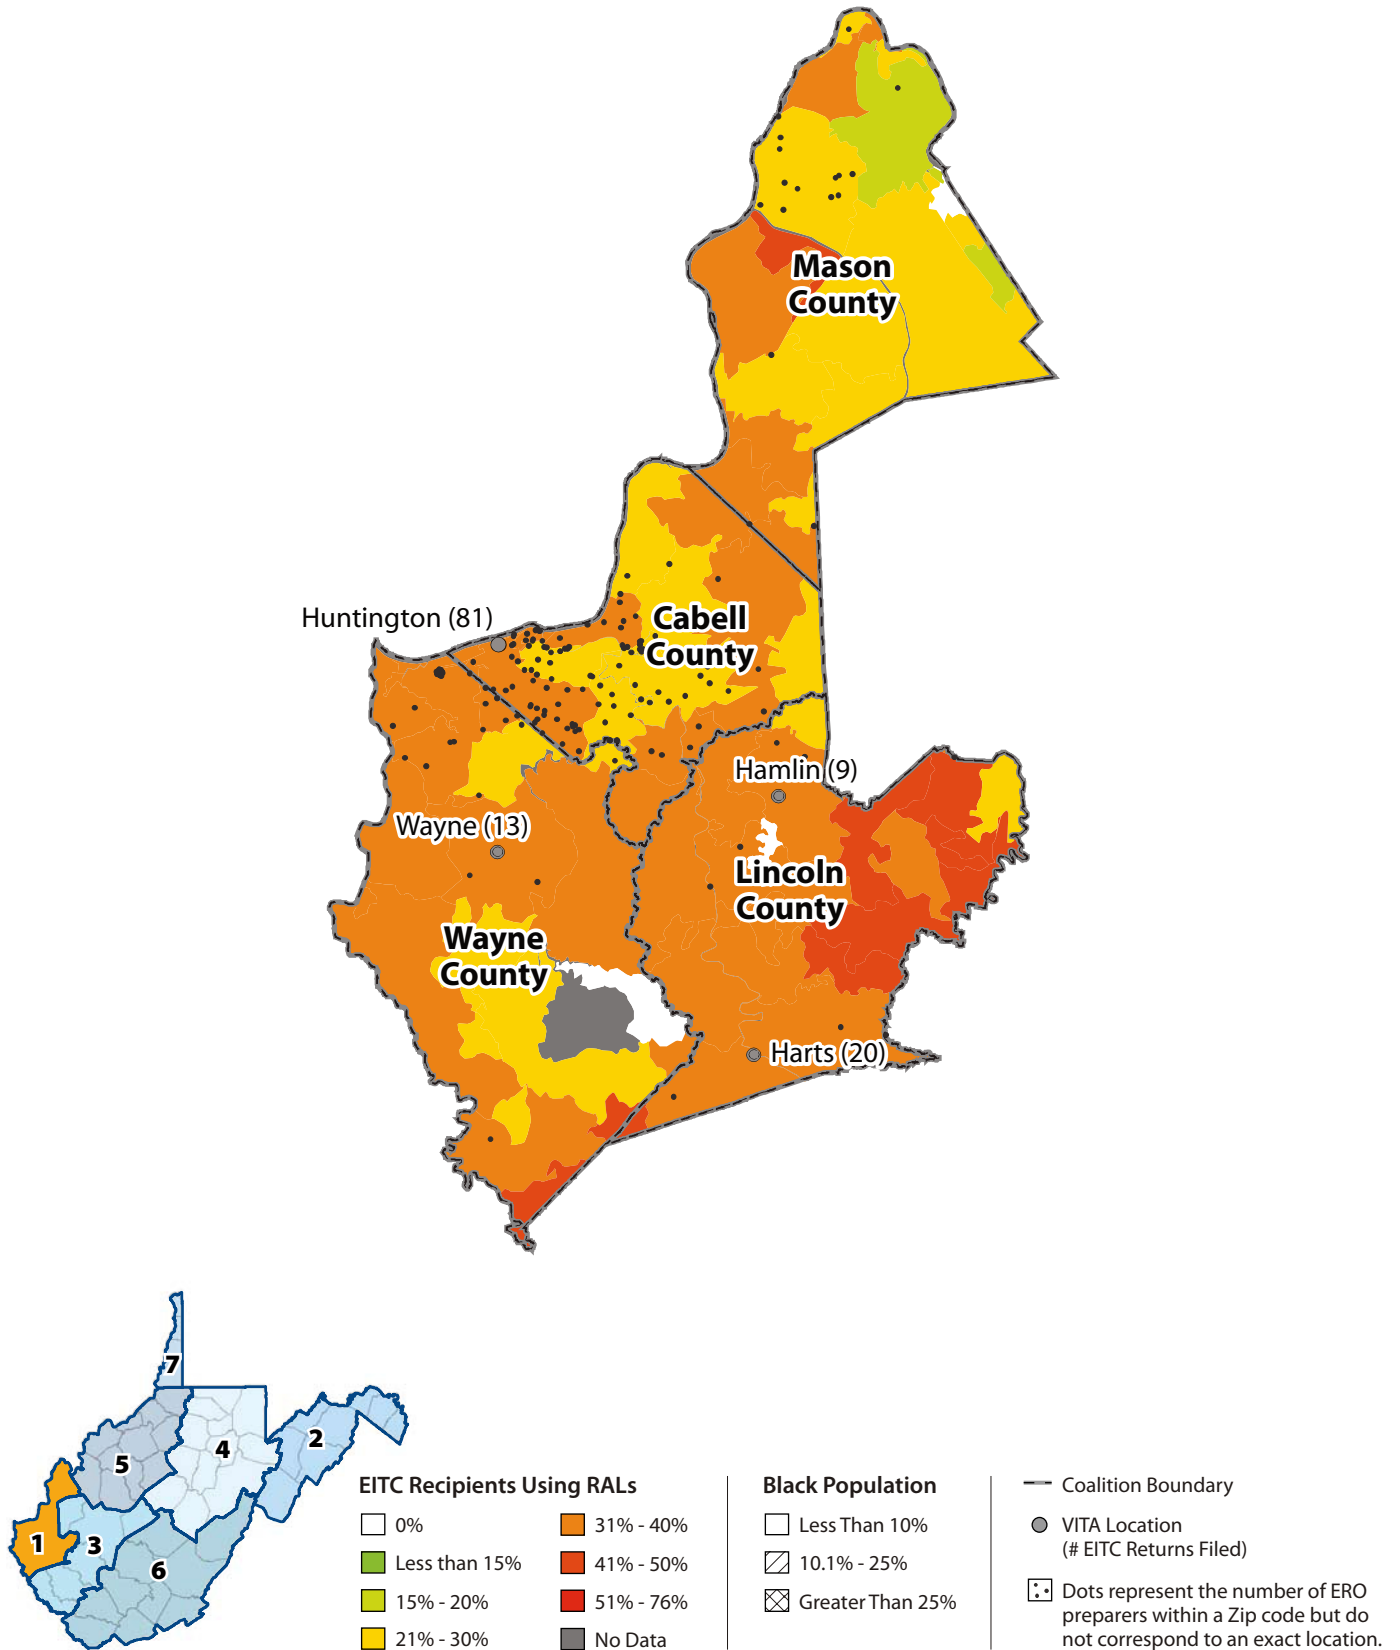 Mason
County
Huntington (81)
Cabell
County
Hamlin (9)
Wayne (13)
Lincoln
County
Wayne
County
Harts (20)
7
2
4
5
1
3
6
EITC Recipients Using RALs
0%
Less than 15%
15% - 20%
21% - 30%
31% - 40%
41% - 50%
51% - 76%
No Data
Black Population
Less Than 10%
10.1% - 25%
Greater Than 25%
Coalition Boundary
VITA Location
(# EITC Returns Filed)
Dots represent the number of ERO
preparers within a Zip code but do
not correspond to an exact location.